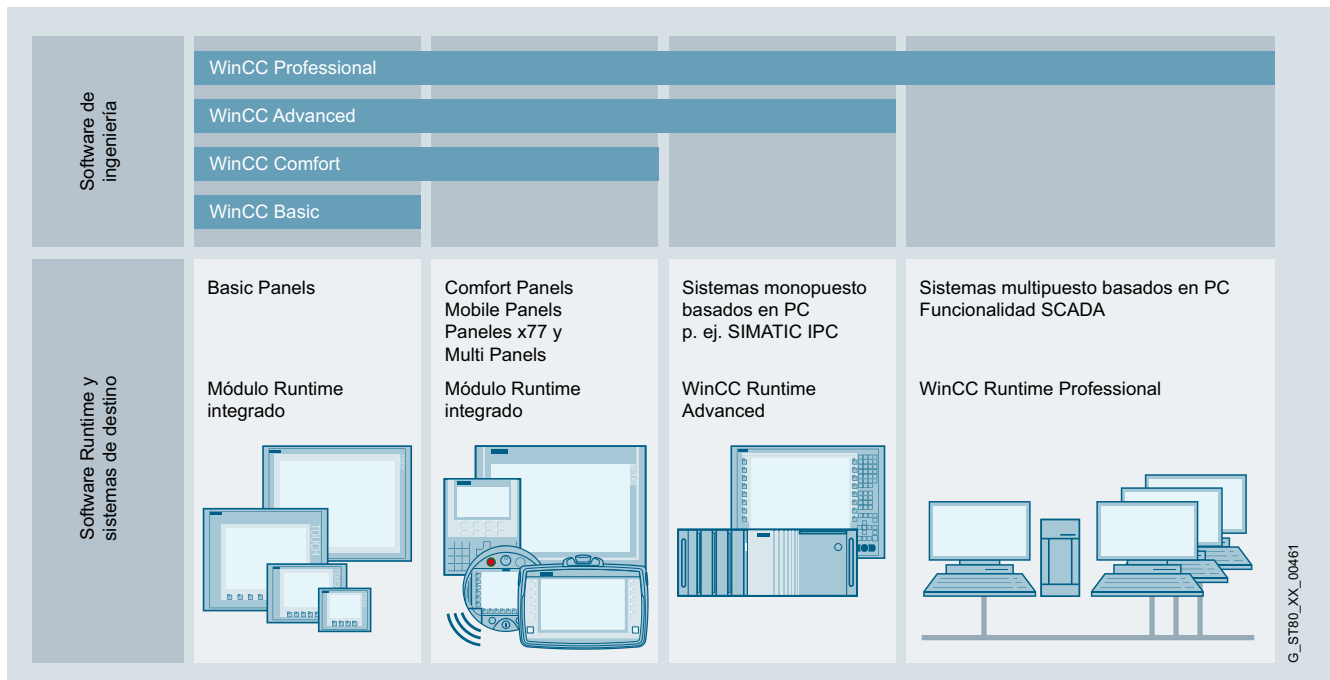 Software de
ingeniería
WinCC Professional
WinCC Advanced
WinCC Comfort
WinCC Basic
Software Runtime y
sistemas de destino
Basic Panels
Módulo Runtime
integrado
Comfort Panels
Mobile Panels
Paneles x77 y
Multi Panels
Módulo Runtime
integrado
Sistemas monopuesto
basados en PC
p. ej. SIMATIC IPC
WinCC Runtime
Advanced
Sistemas multipuesto basados en PC
Funcionalidad SCADA
WinCC Runtime Professional
TOUCH
G_ST80_XX_00461